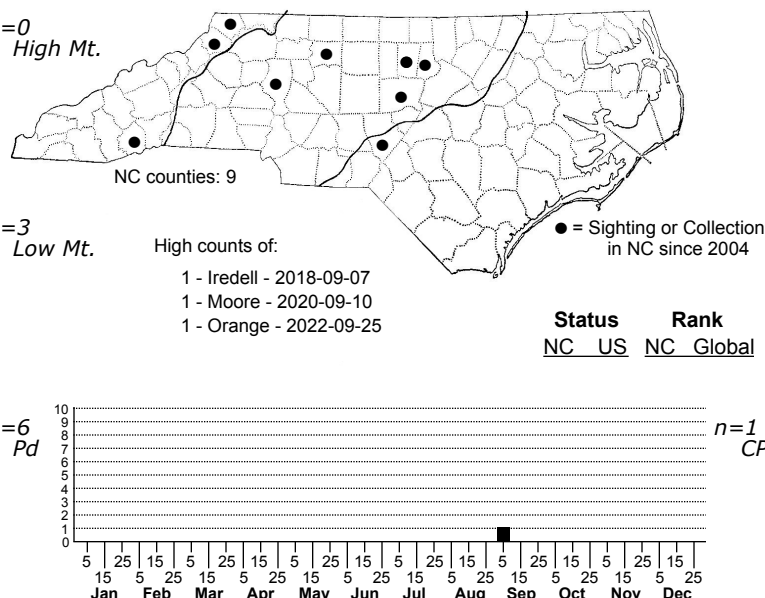 =0
High Mt.
NC counties: 9
=3
Low Mt.
High counts of:
1 - Iredell - 2018-09-07
1 - Moore - 2020-09-10
1 - Orange - 2022-09-25
● = Sighting or Collection
in NC since 2004
Status Rank
NC US NC Global
=6
Pd
n=1
CP
10
9
8
7
6
5
4
3
2
1
0
5 25 15 5 25 15 5 25 15 5 25 15 5 25 15 5 25 15
15 5 25 15 5 25 15 5 25 15 5 25 15 5 25 15 5 25
Jan Feb Mar Apr May Jun Jul Aug Sep Oct Nov Dec